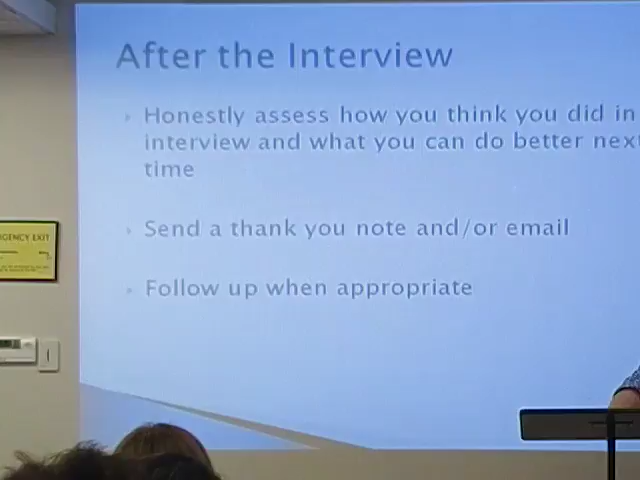 After the Interview
Honestly assess how you think you did in
interview and what you can do better next
time
Send a thank you note and/or email
Follow up when appropriate
EXIT